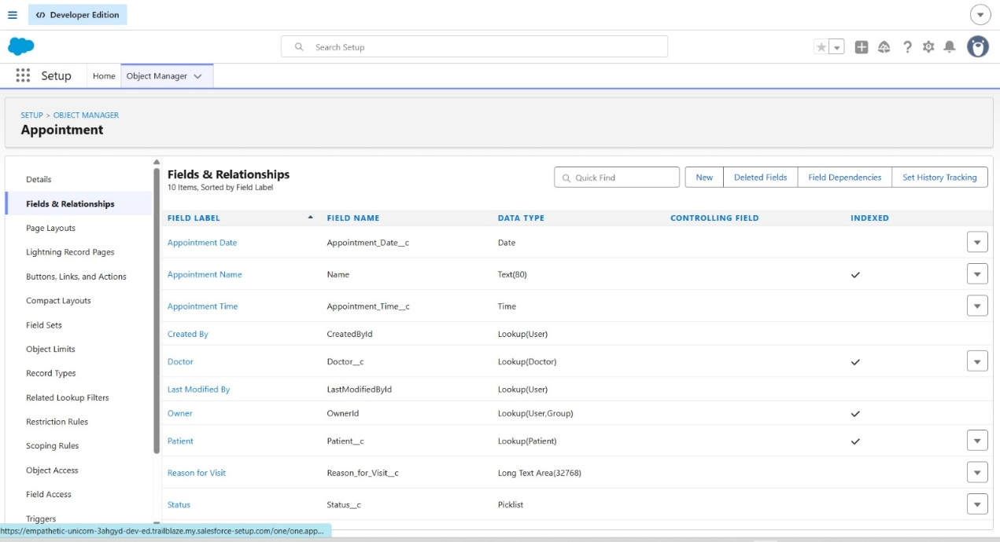 Developer Edition
Search Setup
Setup
Home
Object Manager
SETUP > OBJECT MANAGER
Appointment
Details
Fields & Relationships
Page Layouts
Lightning Record Pages
Buttons, Links, and Actions
Compact Layouts
Field Sets
Object Limits
Record Types
Related Lookup Filters
Restriction Rules
Scoping Rules
Object Access
Field Access
Triggers
Fields & Relationships
10 Items, Sorted by Field Label
Quick Find
New
Deleted Fields
Field Dependencies
Set History Tracking
FIELD LABEL FIELD NAME DATA TYPE CONTROLLING FIELD INDEXED
Appointment Date Appointment_Date__c Date
Appointment Name Name Text(80)
Appointment Time Appointment_Time__c Time
Created By CreatedById Lookup(User)
Doctor Doctor__c Lookup(Doctor)
Last Modified By LastModifiedById Lookup(User)
Owner OwnerId Lookup(User,Group)
Patient Patient__c Lookup(Patient)
Reason for Visit Reason_for_Visit__c Long Text Area(32768)
Status Status__c Picklist
https://empathetic-unicorn-3ahgyd-dev-ed.trailblaze.my.salesforce-setup.com/one/one.app...